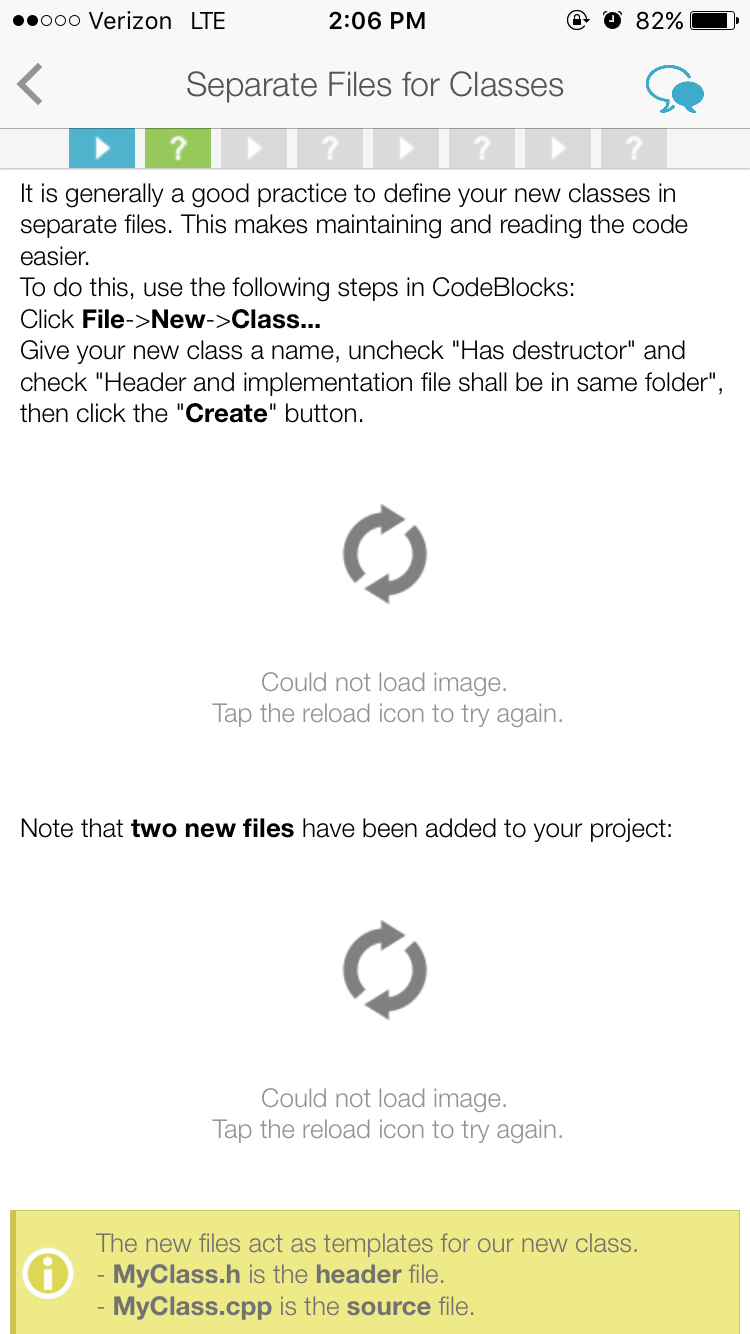 Verizon LTE 2:06 PM 82%
Separate Files for Classes
? ? ? ?
It is generally a good practice to define your new classes in
separate files. This makes maintaining and reading the code
easier.
To do this, use the following steps in CodeBlocks:
Click File->New->Class...
Give your new class a name, uncheck "Has destructor" and
check "Header and implementation file shall be in same folder",
then click the "Create" button.
Could not load image.
Tap the reload icon to try again.
Note that two new files have been added to your project:
Could not load image.
Tap the reload icon to try again.
The new files act as templates for our new class.
- MyClass.h is the header file.
- MyClass.cpp is the source file.